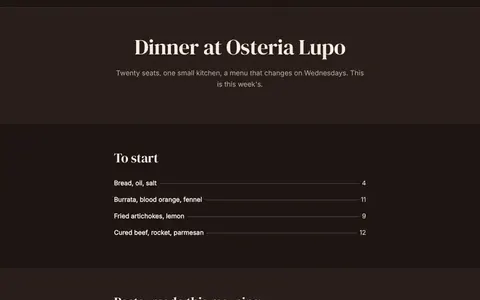 Dinner at Osteria Lupo
Twenty seats, one small kitchen, a menu that changes on Wednesdays. This
is this week's.
To start
Bread, oil, salt 4
Burrata, blood orange, fennel 11
Fried artichokes, lemon 9
Cured beef, rocket, parmesan 12